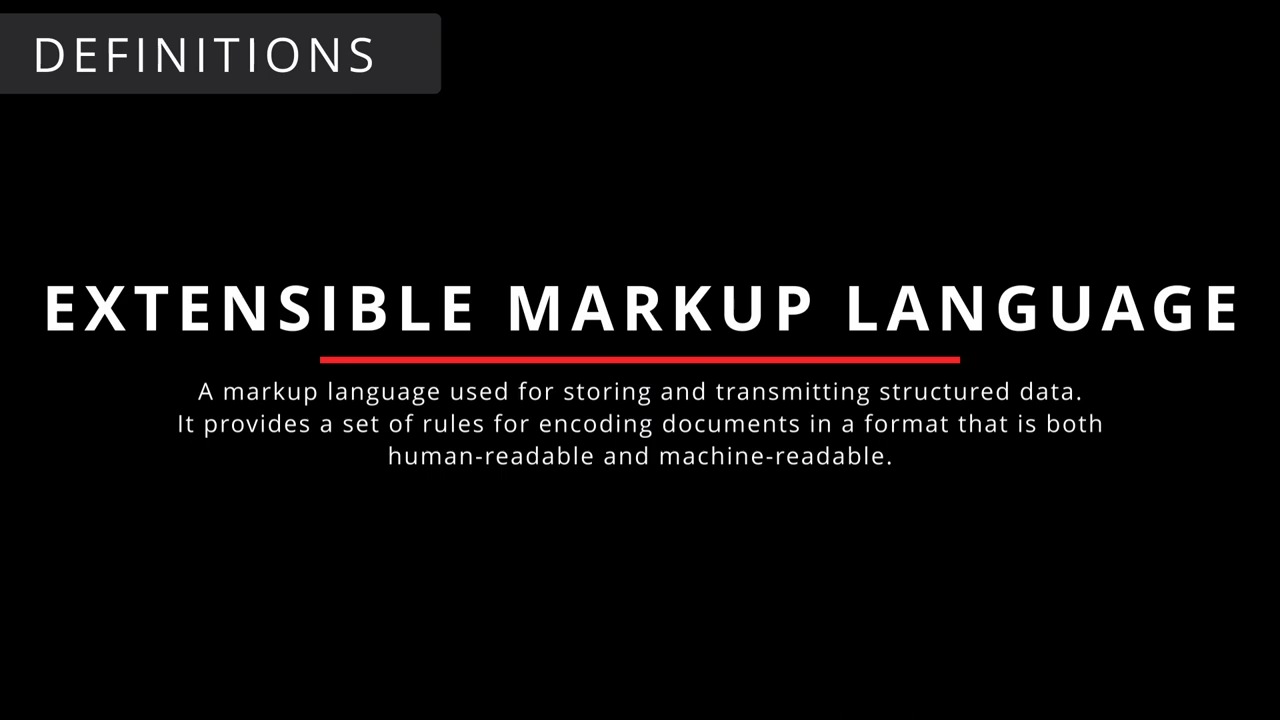 DEFINITIONS
EXTENSIBLE MARKUP LANGUAGE
A markup language used for storing and transmitting structured data.
It provides a set of rules for encoding documents in a format that is both
human-readable and machine-readable.